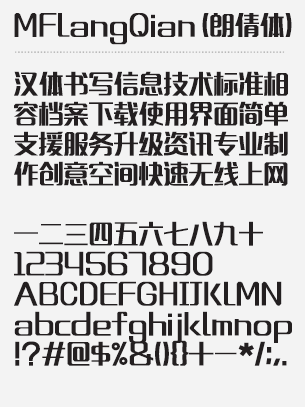 MFLangQian (朗倩体)
汉体书写信息技术标准相
容档案下载使用界面简单
支援服务升级资讯专业制
作创意空间快速无线上网
一二三四五六七八九十
1234567890
ABCDEFGHIJKLMN
abcdefghijklmnop
!?#@$%&(){}十一*/;,.